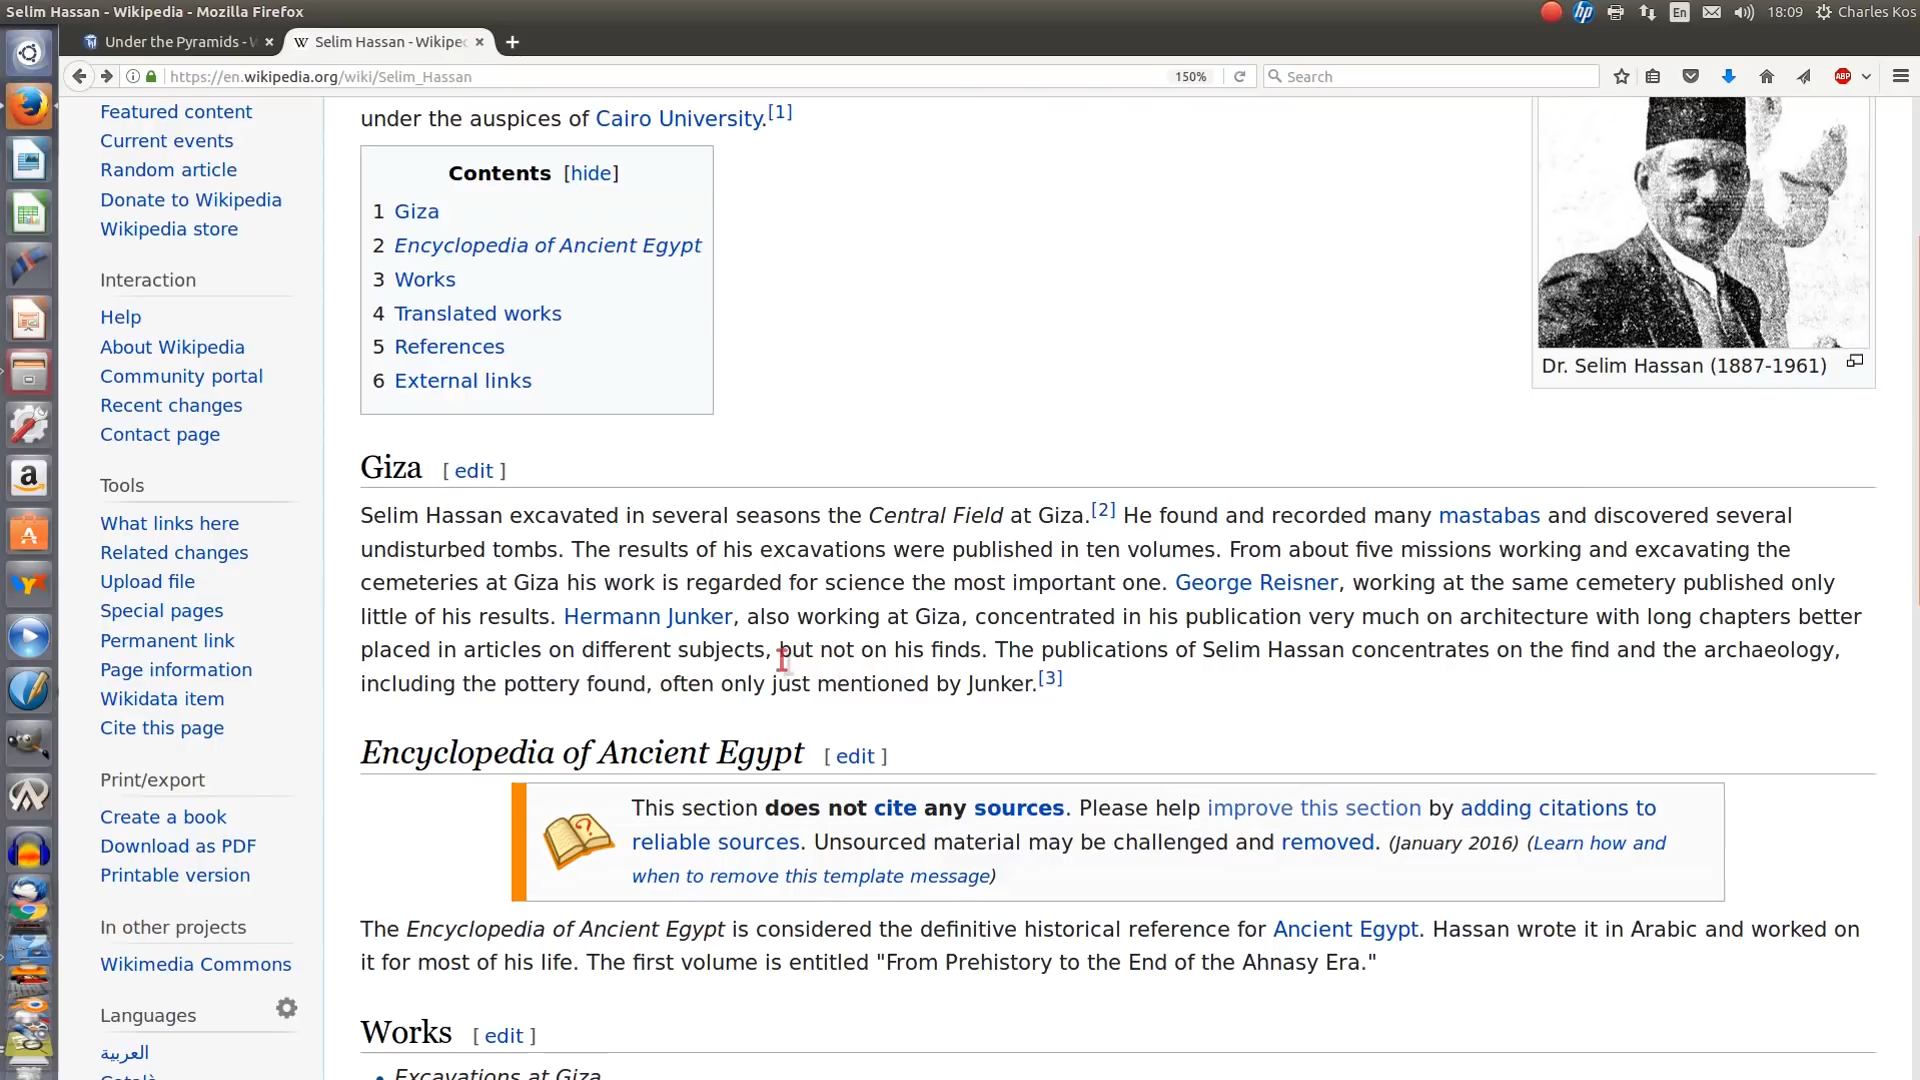 Selim Hassan - Wikipedia - Mozilla Firefox
En
18:09
Charles Kos
Under the Pyramids - W
Selim Hassan - Wikiped
https://en.wikipedia.org/wiki/Selim_Hassan
150%
Search
ABP
Featured content
Current events
Random article
Donate to Wikipedia
Wikipedia store
Interaction
Help
About Wikipedia
Community portal
Recent changes
Contact page
Tools
What links here
Related changes
Upload file
Special pages
Permanent link
Page information
Wikidata item
Cite this page
Print/export
Create a book
Download as PDF
Printable version
In other projects
Wikimedia Commons
Languages
العربية
under the auspices of Cairo University.[1]
Contents [hide]
1 Giza
2 Encyclopedia of Ancient Egypt
3 Works
4 Translated works
5 References
6 External links
Dr. Selim Hassan (1887-1961)
Giza [ edit ]
Selim Hassan excavated in several seasons the Central Field at Giza.[2] He found and recorded many mastabas and discovered several
undisturbed tombs. The results of his excavations were published in ten volumes. From about five missions working and excavating the
cemeteries at Giza his work is regarded for science the most important one. George Reisner, working at the same cemetery published only
little of his results. Hermann Junker, also working at Giza, concentrated in his publication very much on architecture with long chapters better
placed in articles on different subjects, but not on his finds. The publications of Selim Hassan concentrates on the find and the archaeology,
including the pottery found, often only just mentioned by Junker.[3]
Encyclopedia of Ancient Egypt [ edit ]
This section does not cite any sources. Please help improve this section by adding citations to
reliable sources. Unsourced material may be challenged and removed. (January 2016) (Learn how and
when to remove this template message)
The Encyclopedia of Ancient Egypt is considered the definitive historical reference for Ancient Egypt. Hassan wrote it in Arabic and worked on
it for most of his life. The first volume is entitled "From Prehistory to the End of the Ahnasy Era."
Works [ edit ]
• Excavations at Giza